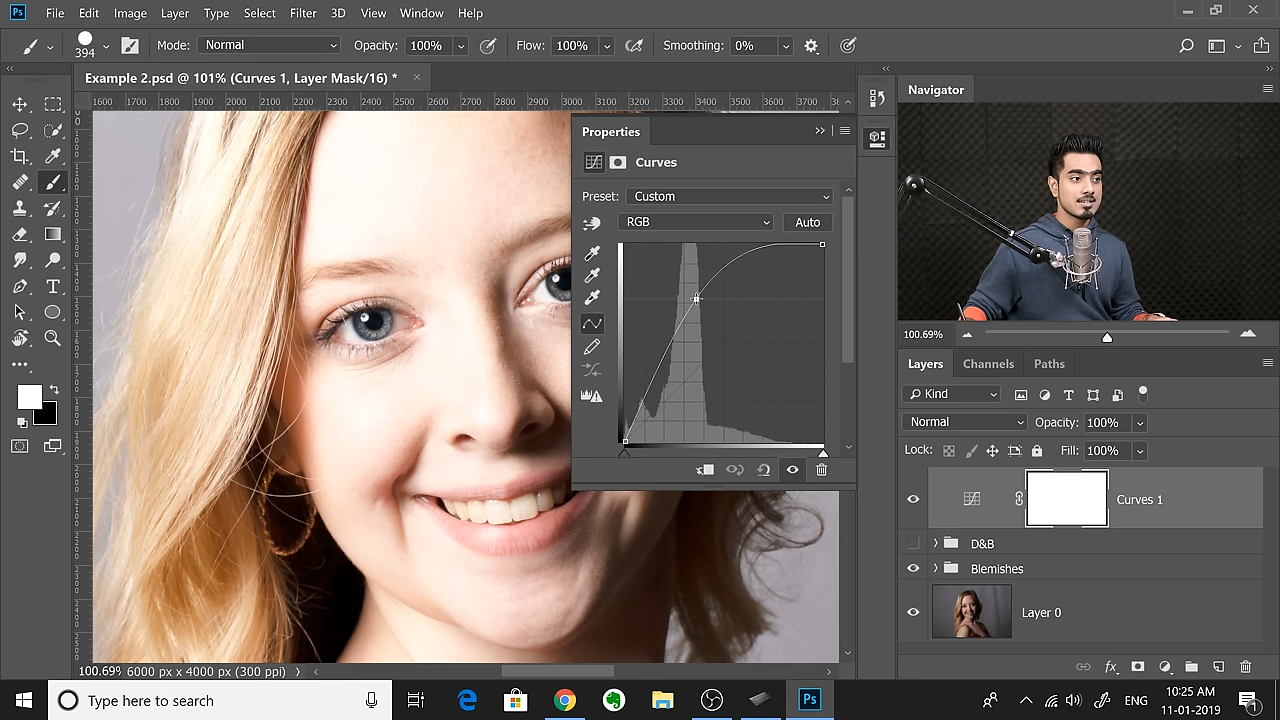 Ps File Edit Image Layer Type Select Filter 3D View Window Help
394 Mode: Normal Opacity: 100% Flow: 100% Smoothing: 0%
Example 2.psd @ 101% (Curves 1, Layer Mask/16) * ×
1600 1700 1800 1900 2000 2100 2200 2300 2400 2500 2600 2700 2800 2900 3000 3100 3200 3300 3400 3500 3600 3700
Properties
Curves
Preset: Custom
RGB Auto
Navigator
100.69%
Layers Channels Paths
Kind
Normal Opacity: 100%
Lock: Fill: 100%
Curves 1
D&B
Blemishes
Layer 0
100.69% 6000 px x 4000 px (300 ppi)
Type here to search
Ps
ENG
10:25 AM
11-01-2019
1